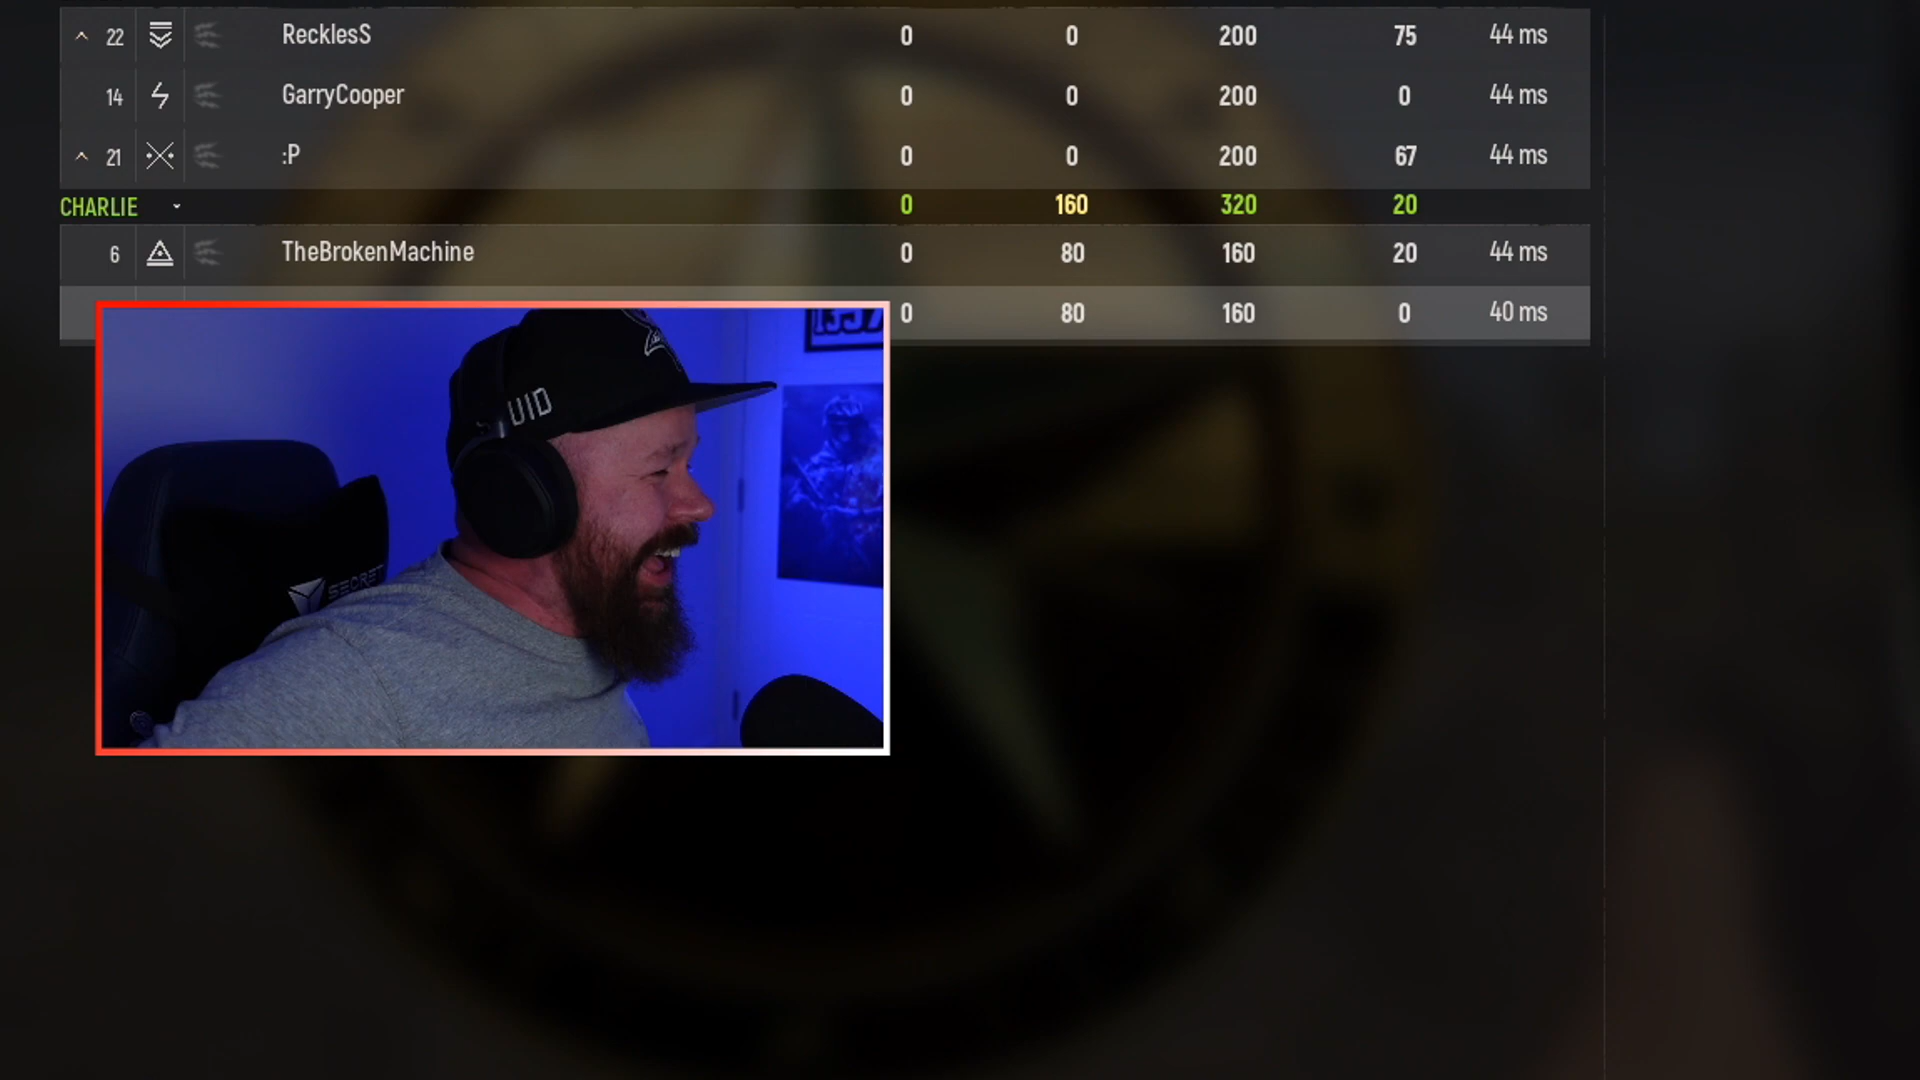 22 RecklesS 0 0 200 75 44 ms
14 GarryCooper 0 0 200 0 44 ms
21 :P 0 0 200 67 44 ms
CHARLIE 0 160 320 20
6 TheBrokenMachine 0 80 160 20 44 ms
0 80 160 0 40 ms
UID
SECRET